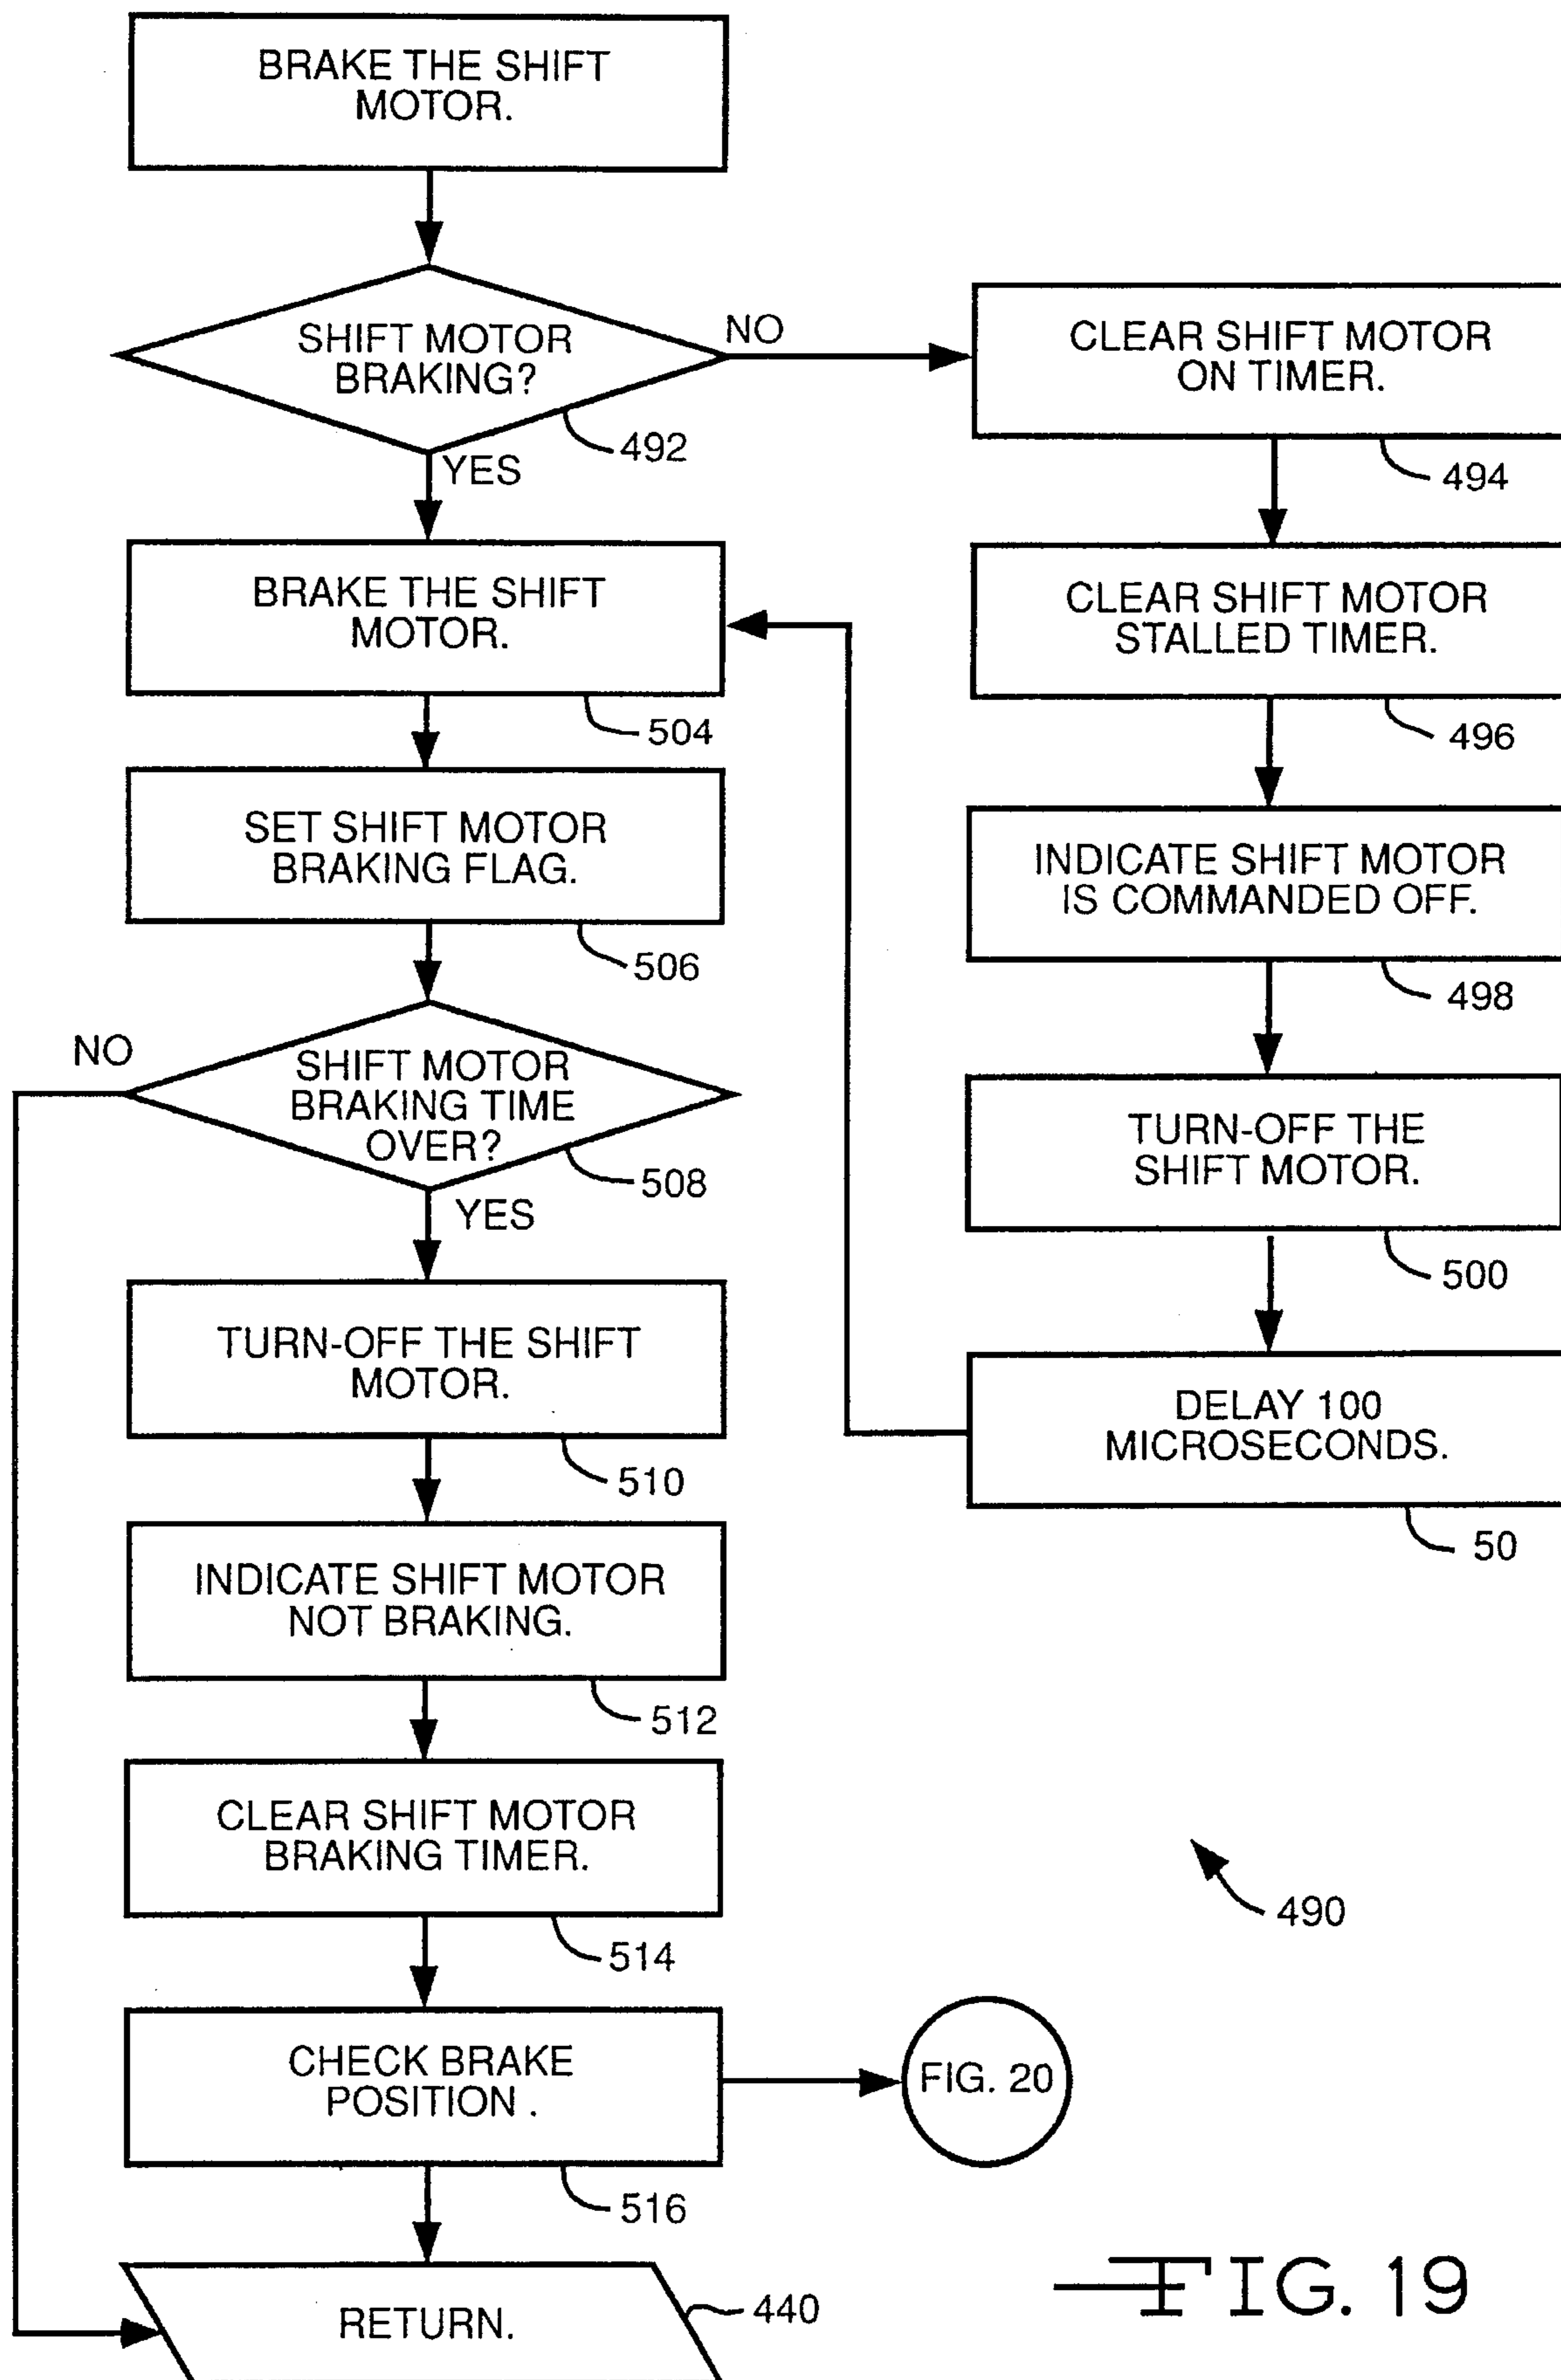 BRAKE THE SHIFT
MOTOR.
SHIFT MOTOR
BRAKING?
492
NO
YES
CLEAR SHIFT MOTOR
ON TIMER.
494
CLEAR SHIFT MOTOR
STALLED TIMER.
496
INDICATE SHIFT MOTOR
IS COMMANDED OFF.
498
TURN-OFF THE
SHIFT MOTOR.
500
DELAY 100
MICROSECONDS.
50
BRAKE THE SHIFT
MOTOR.
504
SET SHIFT MOTOR
BRAKING FLAG.
506
NO
SHIFT MOTOR
BRAKING TIME
OVER?
508
YES
TURN-OFF THE SHIFT
MOTOR.
510
INDICATE SHIFT MOTOR
NOT BRAKING.
512
CLEAR SHIFT MOTOR
BRAKING TIMER.
514
CHECK BRAKE
POSITION .
516
FIG. 20
RETURN.
440
490
FIG. 19